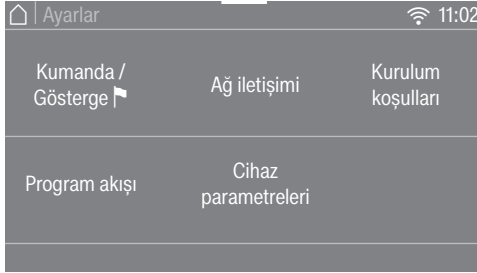 Ayarlar 11:02
Kumanda /
Gösterge
Ağ iletişimi
Kurulum
koşulları
Program akışı
Cihaz
parametreleri